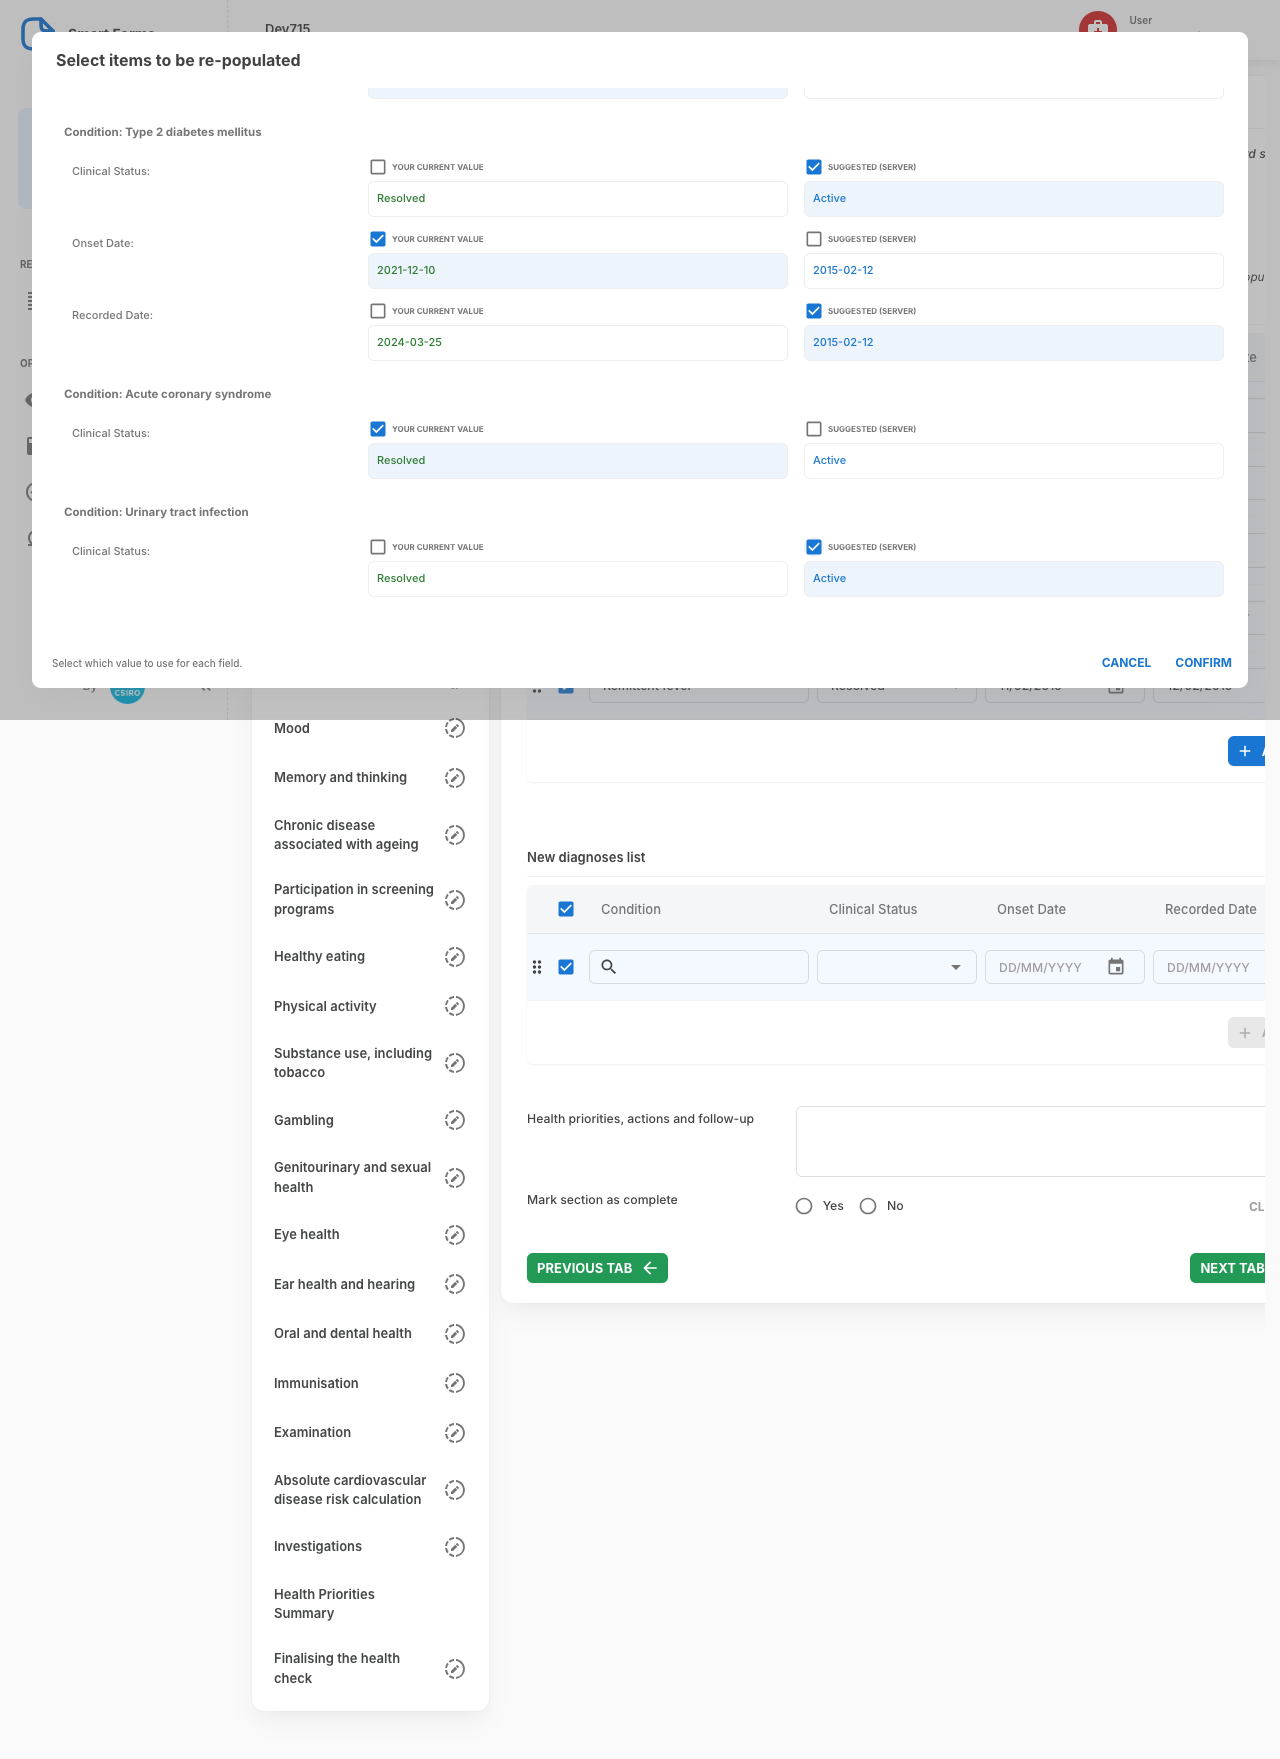 Dev715
User
Select items to be re-populated
Condition: Type 2 diabetes mellitus
Clinical Status:
YOUR CURRENT VALUE
SUGGESTED (SERVER)
Resolved
Active
Onset Date:
YOUR CURRENT VALUE
SUGGESTED (SERVER)
2021-12-10
2015-02-12
Recorded Date:
YOUR CURRENT VALUE
SUGGESTED (SERVER)
2024-03-25
2015-02-12
Condition: Acute coronary syndrome
Clinical Status:
YOUR CURRENT VALUE
SUGGESTED (SERVER)
Resolved
Active
Condition: Urinary tract infection
Clinical Status:
YOUR CURRENT VALUE
SUGGESTED (SERVER)
Resolved
Active
Select which value to use for each field.
CANCEL
CONFIRM
CSIRO
Mood
Memory and thinking
Chronic disease
associated with ageing
Participation in screening
programs
Healthy eating
Physical activity
Substance use, including
tobacco
Gambling
Genitourinary and sexual
health
Eye health
Ear health and hearing
Oral and dental health
Immunisation
Examination
Absolute cardiovascular
disease risk calculation
Investigations
Health Priorities
Summary
Finalising the health
check
New diagnoses list
Condition
Clinical Status
Onset Date
Recorded Date
DD/MM/YYYY
DD/MM/YYYY
Health priorities, actions and follow-up
Mark section as complete
Yes
No
CL
PREVIOUS TAB
NEXT TAB